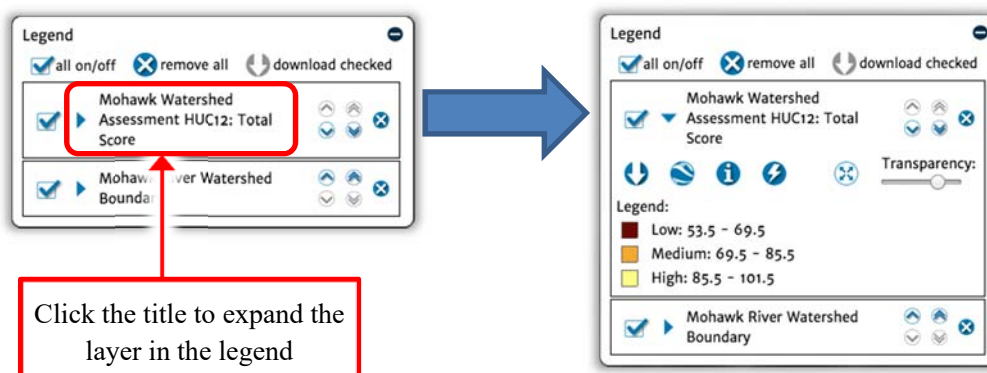 Legend
all on/off remove all download checked
Mohawk Watershed
Assessment HUC12: Total
Score
Mohaw ver Watershed
Bounda
Click the title to expand the
layer in the legend
Legend
all on/off remove all download checked
Mohawk Watershed
Assessment HUC12: Total
Score
Transparency:
Legend:
Low: 53.5 - 69.5
Medium: 69.5 - 85.5
High: 85.5 - 101.5
Mohawk River Watershed
Boundary